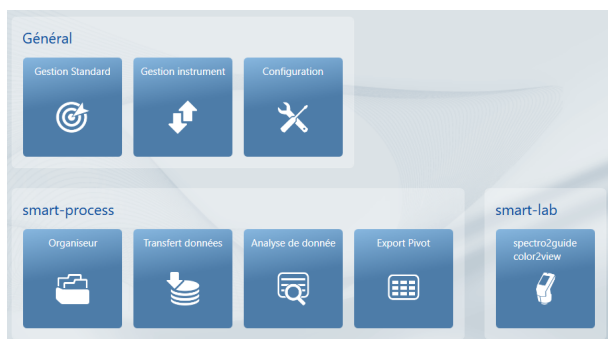 Général
Gestion Standard
Gestion instrument
Configuration
smart-process
Organiseur
Transfert données
Analyse de donnée
Export Pivot
smart-lab
spectro2guide
color2view